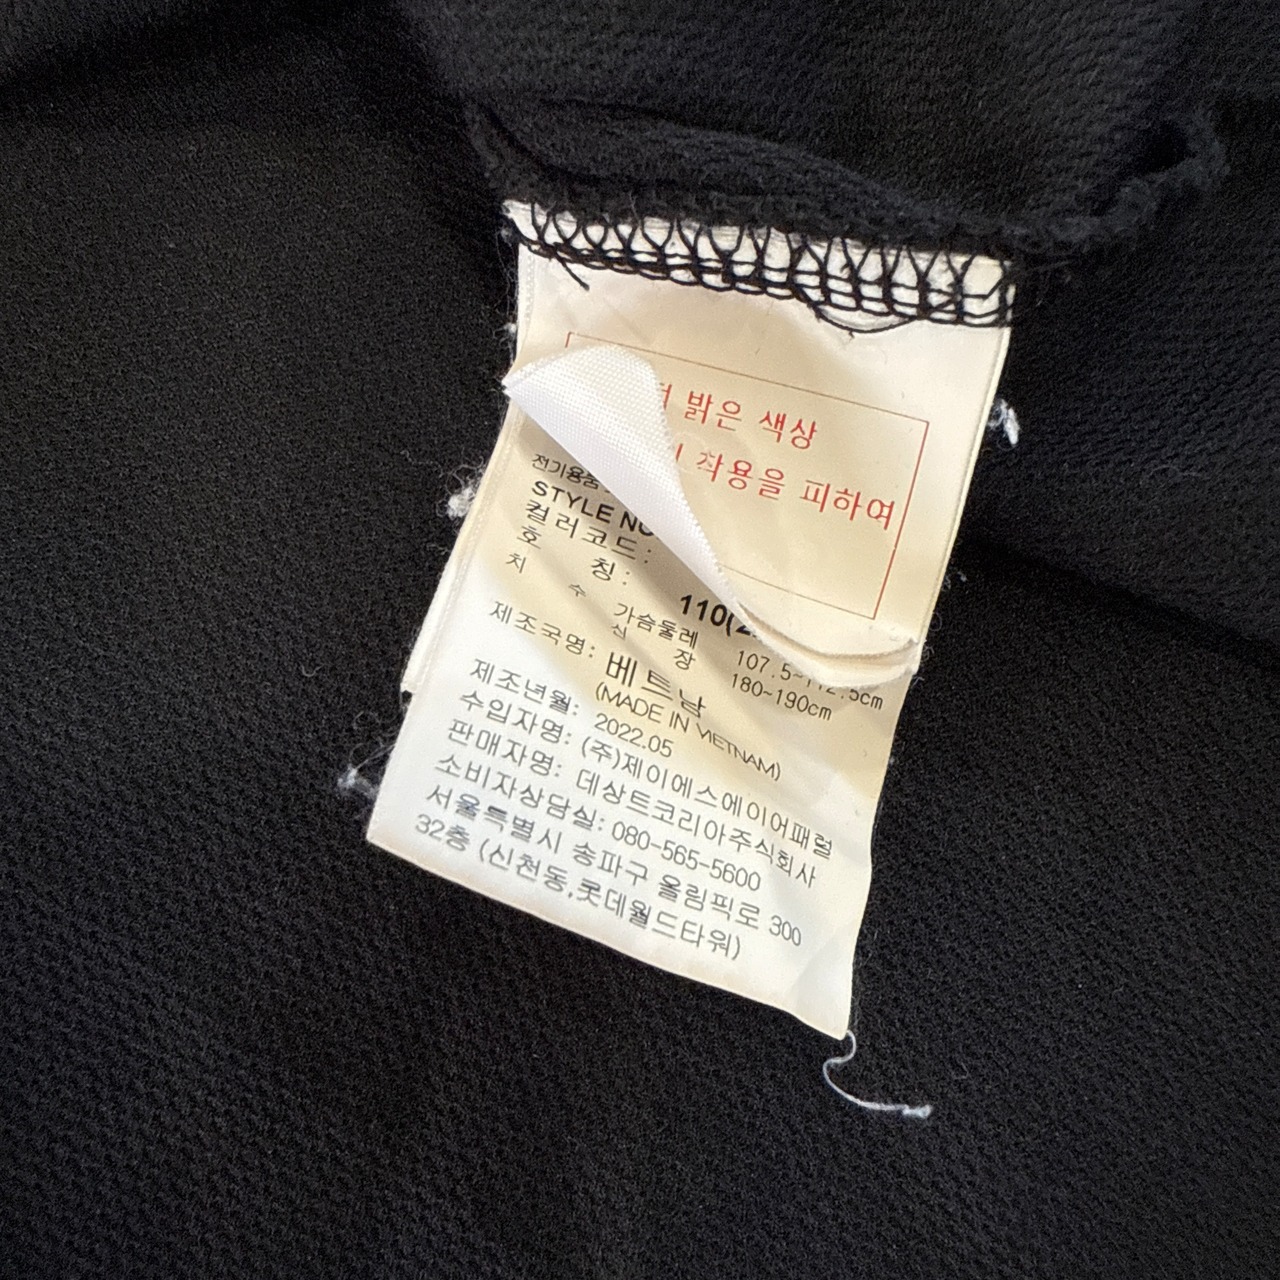 밝은 색상
착용을 피하여
전기용품
STYLE NO
컬러코드:
호 칭: 110(2
치 수 가슴둘레 107.5~112.5cm
신 장 180~190cm
제조국명: 베트남
(MADE IN VIETNAM)
제조년월: 2022.05
수입자명: (주)제이에스에이어패럴
판매자명: 데상트코리아주식회사
소비자상담실: 080-565-5600
서울특별시 송파구 올림픽로 300
32층 (신천동,롯데월드타워)